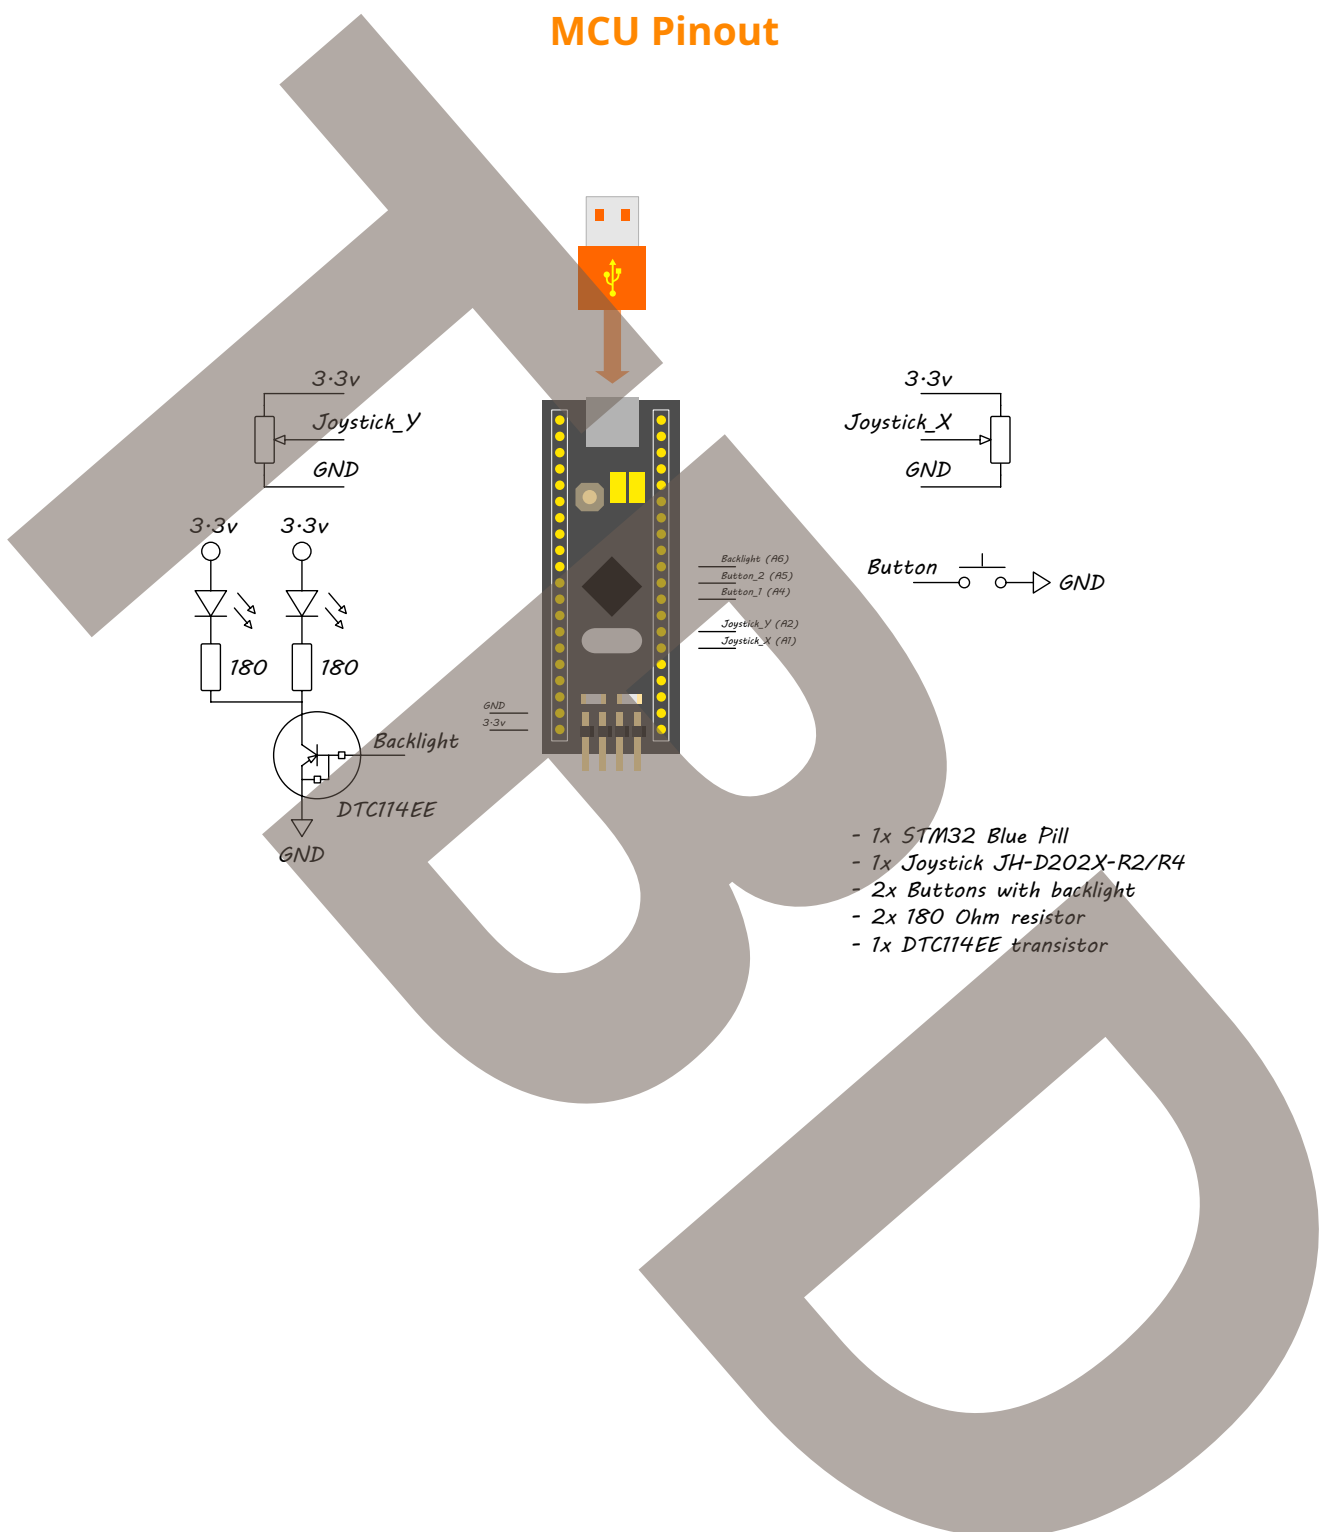 MCU Pinout
3.3v
Joystick_Y
GND
3.3v
Joystick_X
GND
3.3v 3.3v
180 180
Backlight
DTC114EE
GND
GND
3.3v
Backlight (A6)
Button_2 (A5)
Button_1 (A4)
Joystick_Y (A2)
Joystick_X (A1)
Button
GND
- 1x STM32 Blue Pill
- 1x Joystick JH-D202X-R2/R4
- 2x Buttons with backlight
- 2x 180 Ohm resistor
- 1x DTC114EE transistor
TBD